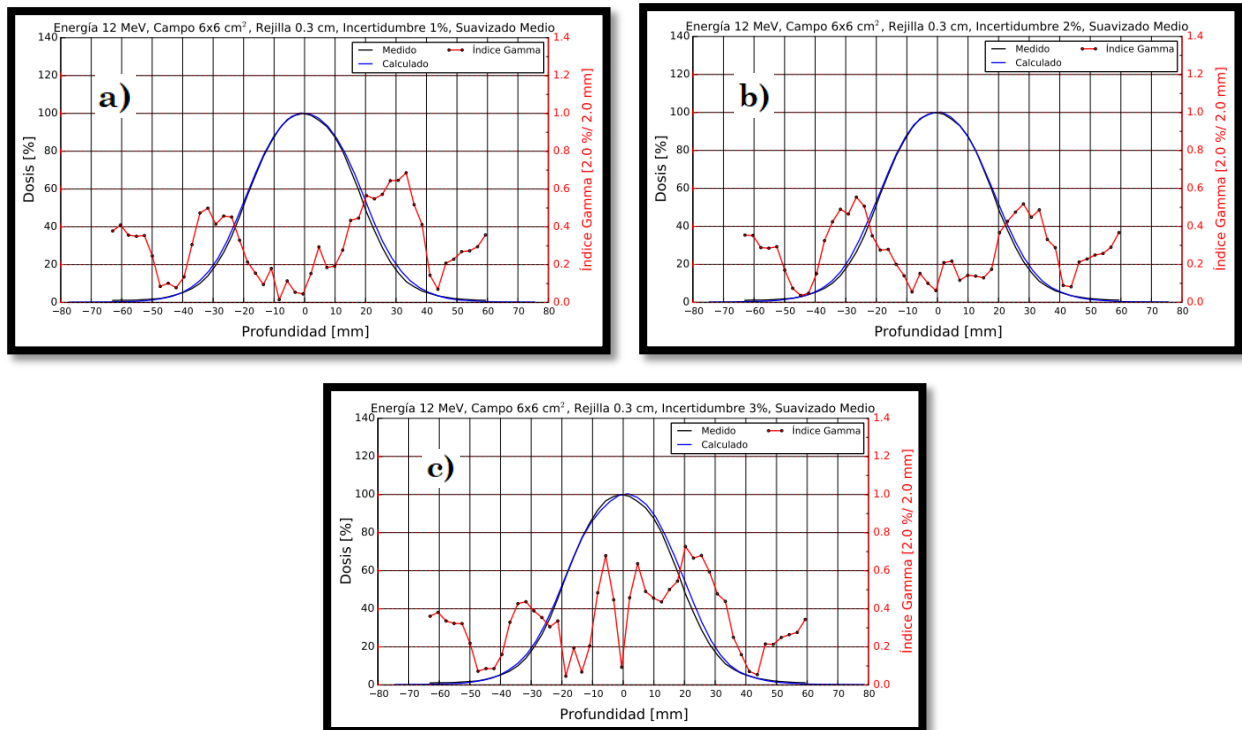 Energía 12 MeV, Campo 6x6 cm², Rejilla 0.3 cm, Incertidumbre 1%, Suavizado Medio
a)
Medido
Calculado
Índice Gamma
Dosis [%]
140
120
100
80
60
40
20
0
Índice Gamma [2.0 %/ 2.0 mm]
1.4
1.2
1.0
0.8
0.6
0.4
0.2
0.0
−80 −70 −60 −50 −40 −30 −20 −10 0 10 20 30 40 50 60 70 80
Profundidad [mm]
Energía 12 MeV, Campo 6x6 cm², Rejilla 0.3 cm, Incertidumbre 2%, Suavizado Medio
b)
Medido
Calculado
Índice Gamma
Dosis [%]
140
120
100
80
60
40
20
0
Índice Gamma [2.0 %/ 2.0 mm]
1.4
1.2
1.0
0.8
0.6
0.4
0.2
0.0
−80 −70 −60 −50 −40 −30 −20 −10 0 10 20 30 40 50 60 70 80
Profundidad [mm]
Energía 12 MeV, Campo 6x6 cm², Rejilla 0.3 cm, Incertidumbre 3%, Suavizado Medio
c)
Medido
Calculado
Índice Gamma
Dosis [%]
140
120
100
80
60
40
20
0
Índice Gamma [2.0 %/ 2.0 mm]
1.4
1.2
1.0
0.8
0.6
0.4
0.2
0.0
−80 −70 −60 −50 −40 −30 −20 −10 0 10 20 30 40 50 60 70 80
Profundidad [mm]